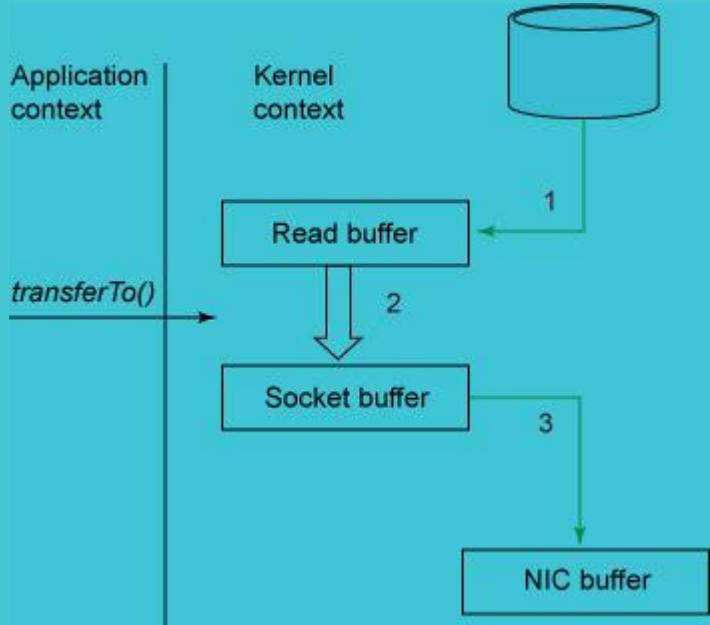 Application
context
Kernel
context
1
Read buffer
transferTo()
2
Socket buffer
3
NIC buffer